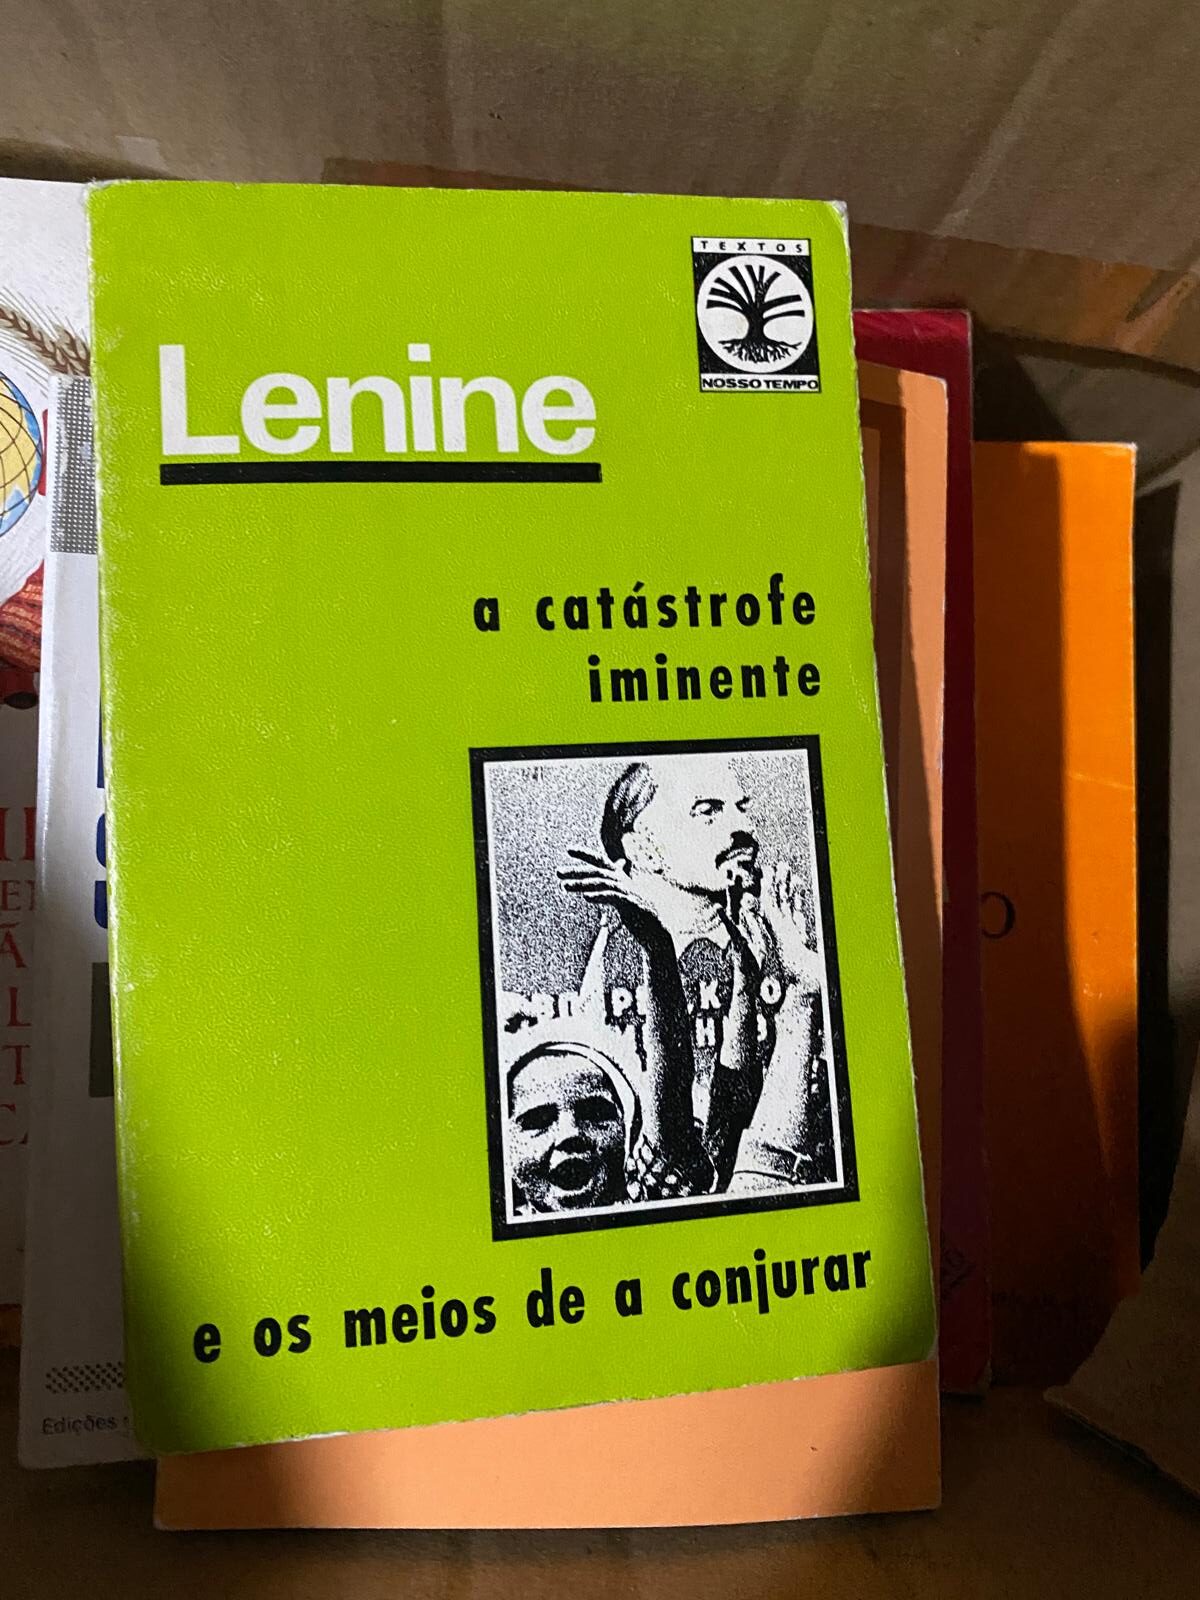 TEXTOS
NOSSO TEMPO
Lenine
a catástrofe
iminente
e os meios de a conjurar
Edições